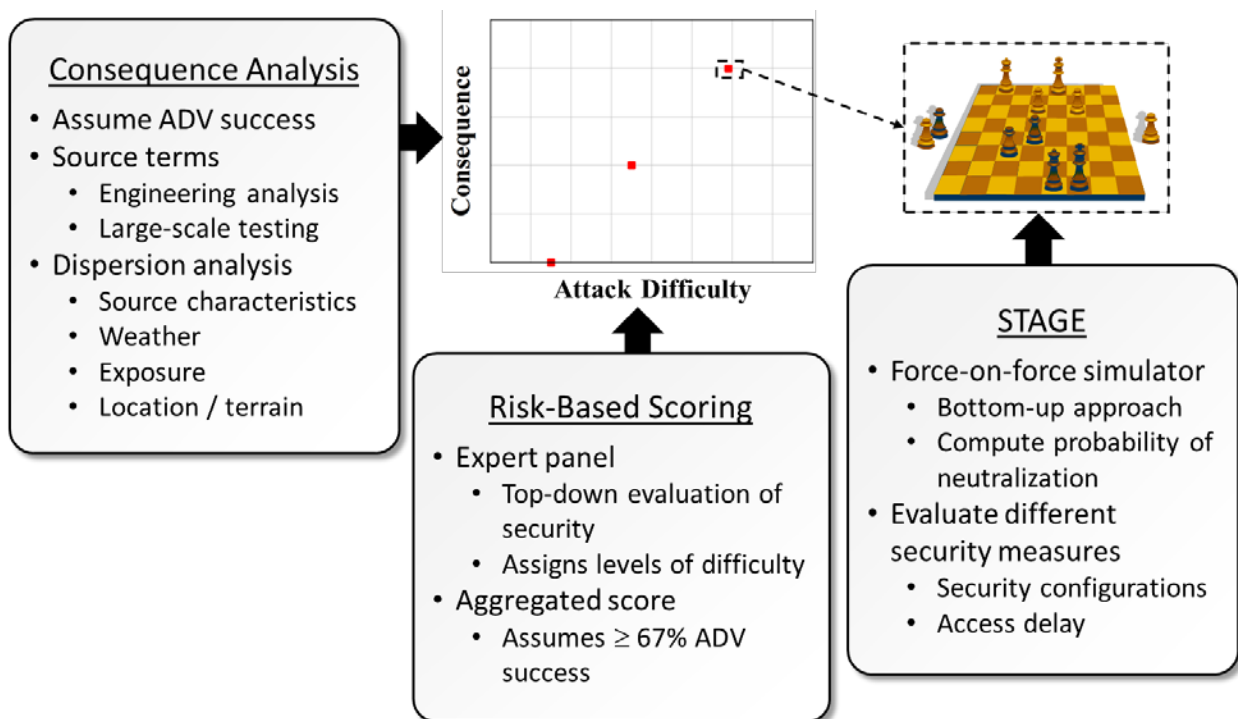 Consequence Analysis
• Assume ADV success
• Source terms
• Engineering analysis
• Large-scale testing
• Dispersion analysis
• Source characteristics
• Weather
• Exposure
• Location / terrain
Consequence
Attack Difficulty
Risk-Based Scoring
• Expert panel
• Top-down evaluation of
security
• Assigns levels of difficulty
• Aggregated score
• Assumes ≥ 67% ADV
success
STAGE
• Force-on-force simulator
• Bottom-up approach
• Compute probability of
neutralization
• Evaluate different
security measures
• Security configurations
• Access delay